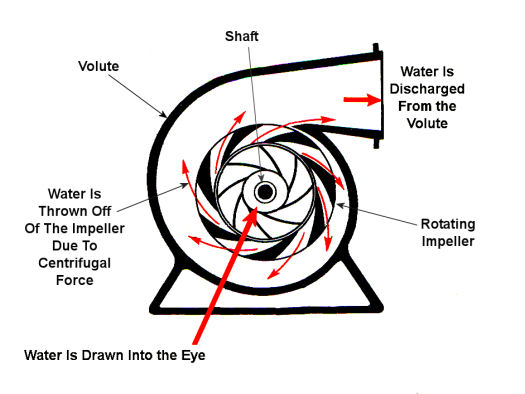 Shaft
Volute
Water Is
Discharged
From the
Volute
Water Is
Thrown Off
Of The Impeller
Due To
Centrifugal
Force
Rotating
Impeller
Water Is Drawn Into the Eye